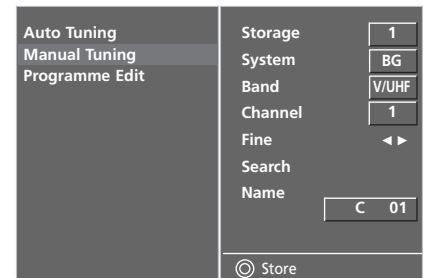 Auto Tuning
Manual Tuning
Programme Edit
Storage 1
System BG
Band V/UHF
Channel 1
Fine ◄ ►
Search
Name
C 01
Store